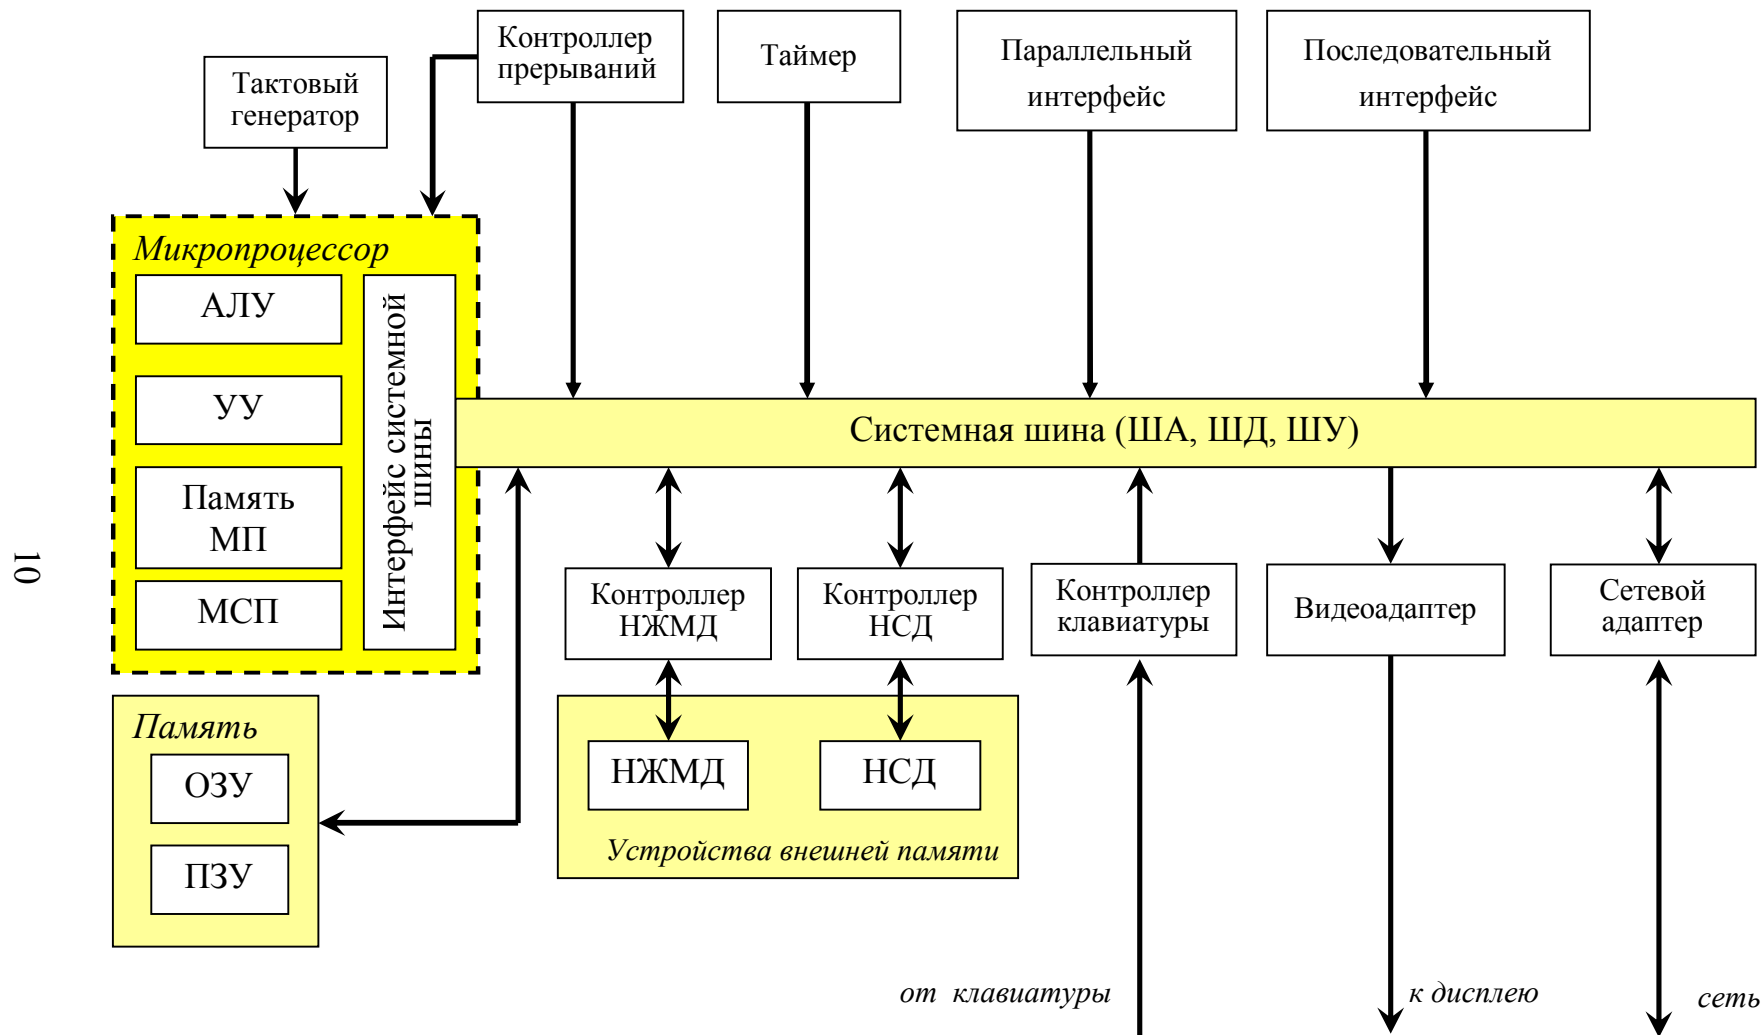 Контроллер
прерываний
Таймер
Параллельный
интерфейс
Последовательный
интерфейс
Тактовый
генератор
Микропроцессор
АЛУ
УУ
Память
МП
МСП
Интерфейс системной
шины
Системная шина (ША, ШД, ШУ)
10
Контроллер
НЖМД
Контроллер
НСД
Контроллер
клавиатуры
Видеоадаптер
Сетевой
адаптер
Память
ОЗУ
ПЗУ
НЖМД
НСД
Устройства внешней памяти
от клавиатуры
к дисплею
сеть